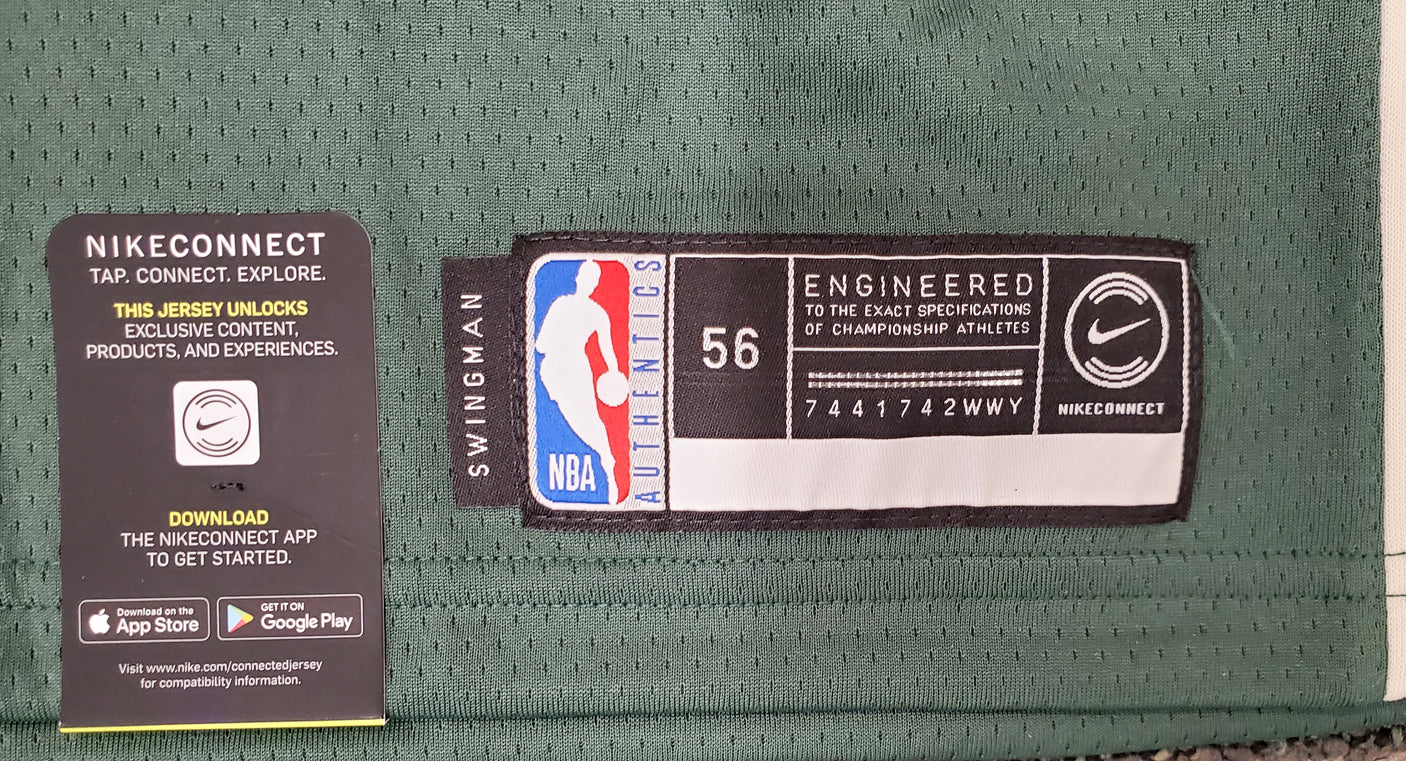 NIKECONNECT
TAP. CONNECT. EXPLORE.
THIS JERSEY UNLOCKS
EXCLUSIVE CONTENT,
PRODUCTS, AND EXPERIENCES.
DOWNLOAD
THE NIKECONNECT APP
TO GET STARTED.
Download on the
App Store
GET IT ON
Google Play
Visit www.nike.com/connectedjersey
for compatibility information.
SWINGMAN
NBA
AUTHENTICS
56
ENGINEERED
TO THE EXACT SPECIFICATIONS
OF CHAMPIONSHIP ATHLETES
7441742WWY
NIKECONNECT